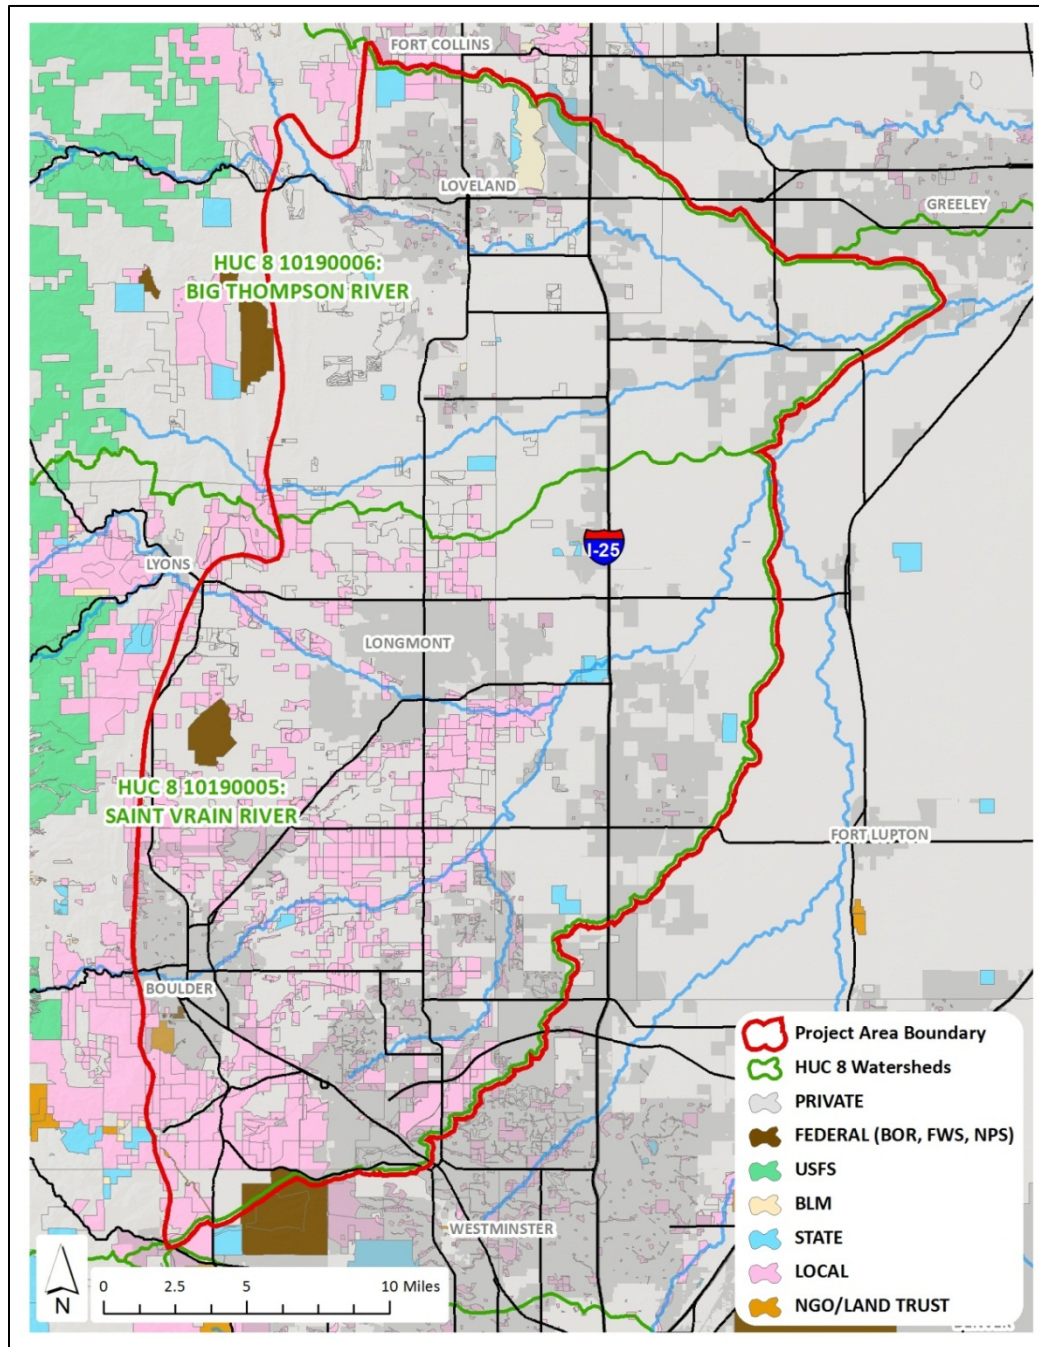 FORT COLLINS
LOVELAND
GREELEY
HUC 8 10190006:
BIG THOMPSON RIVER
I-25
LYONS
LONGMONT
HUC 8 10190005:
SAINT VRAIN RIVER
FORT LUPTON
BOULDER
WESTMINSTER
Project Area Boundary
HUC 8 Watersheds
PRIVATE
FEDERAL (BOR, FWS, NPS)
USFS
BLM
STATE
LOCAL
NGO/LAND TRUST
N
0 2.5 5 10 Miles